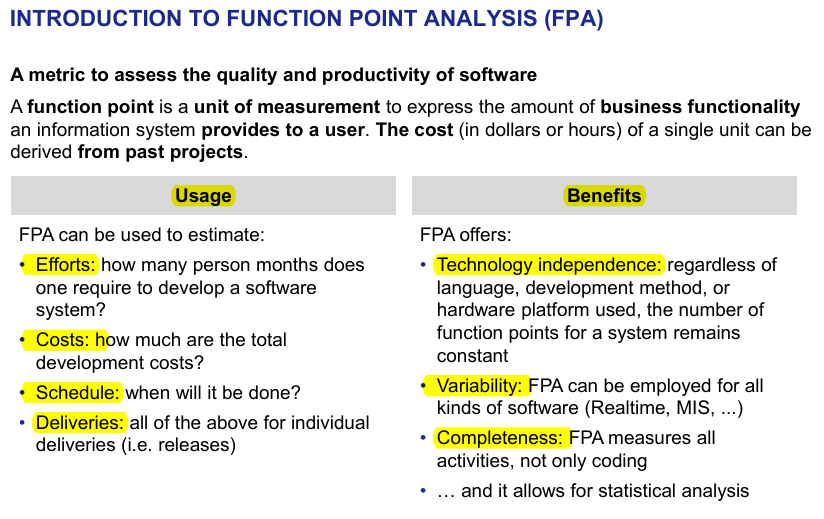 INTRODUCTION TO FUNCTION POINT ANALYSIS (FPA)
A metric to assess the quality and productivity of software
A function point is a unit of measurement to express the amount of business functionality
an information system provides to a user. The cost (in dollars or hours) of a single unit can be
derived from past projects.
Usage
FPA can be used to estimate:
• Efforts: how many person months does
one require to develop a software
system?
• Costs: how much are the total
development costs?
• Schedule: when will it be done?
• Deliveries: all of the above for individual
deliveries (i.e. releases)
Benefits
FPA offers:
• Technology independence: regardless of
language, development method, or
hardware platform used, the number of
function points for a system remains
constant
• Variability: FPA can be employed for all
kinds of software (Realtime, MIS, ...)
• Completeness: FPA measures all
activities, not only coding
• … and it allows for statistical analysis